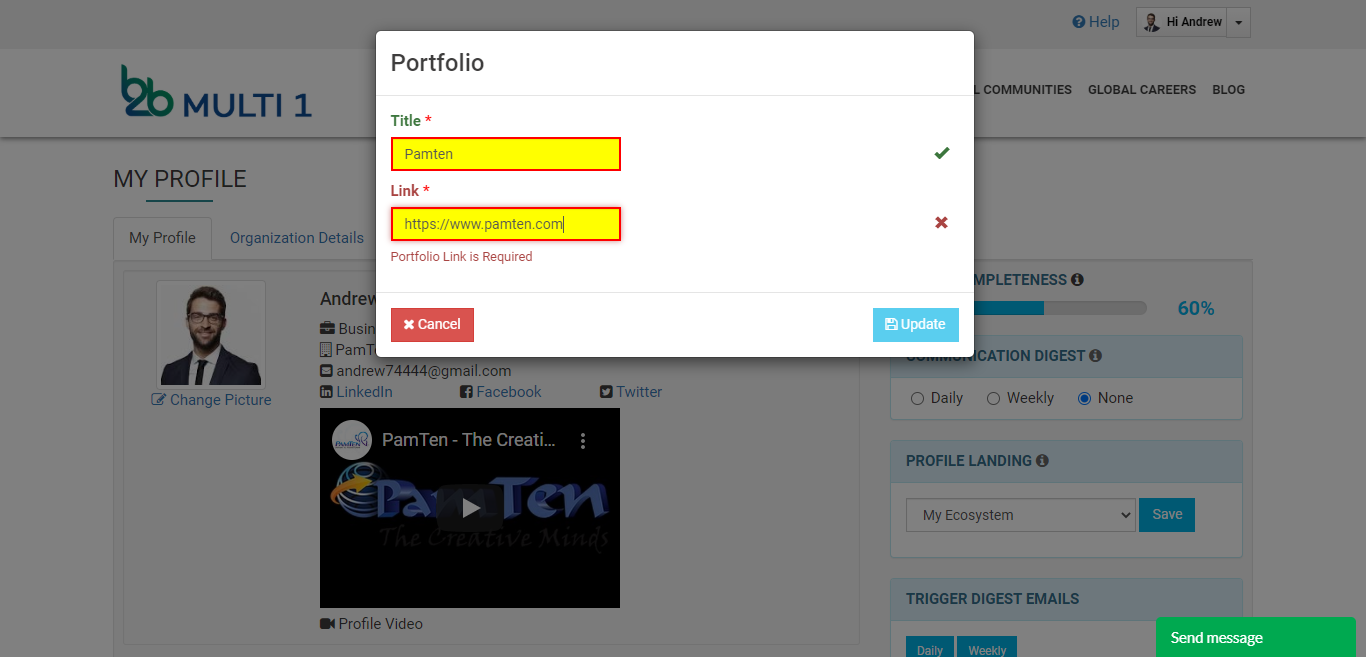 Help
Hi Andrew
b2b MULTI 1
L COMMUNITIES GLOBAL CAREERS BLOG
Portfolio
Title *
Pamten
Link *
https://www.pamten.com
Portfolio Link is Required
Cancel
Update
MY PROFILE
My Profile
Organization Details
Andrew
Busin
PamT
andrew74444@gmail.com
LinkedIn
Facebook
Twitter
Change Picture
PamTen - The Creati...
PamTen
The Creative Minds
Profile Video
MPLETENESS
60%
COMMUNICATION DIGEST
Daily
Weekly
None
PROFILE LANDING
My Ecosystem
Save
TRIGGER DIGEST EMAILS
Daily
Weekly
Send message